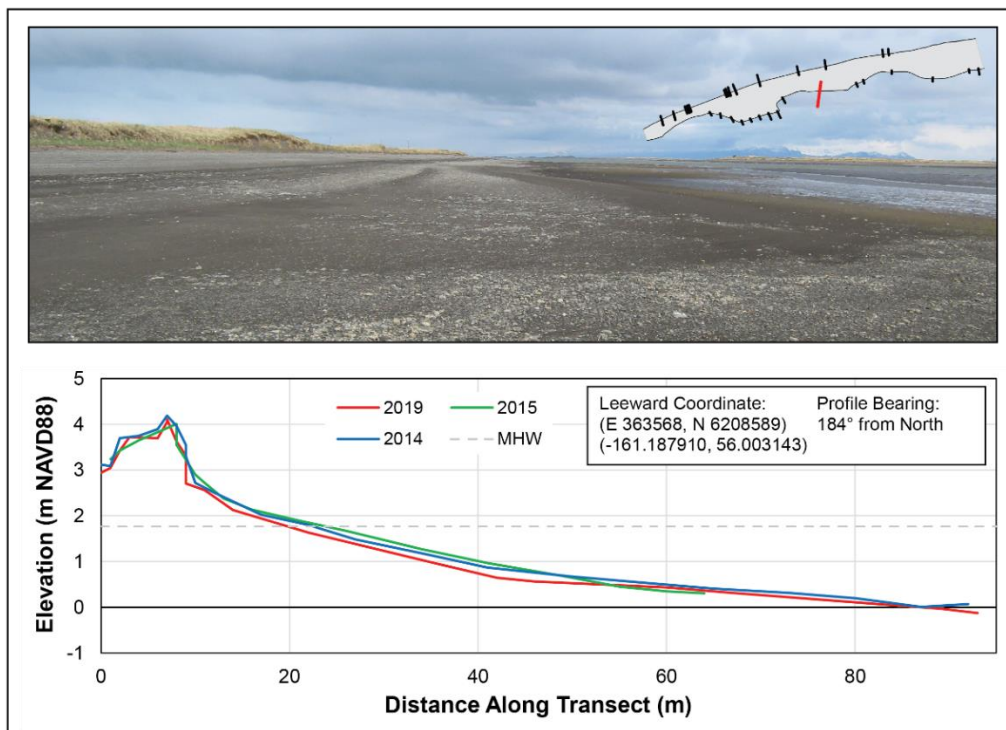 5
4
3
2
1
0
-1
Elevation (m NAVD88)
2019
2015
2014
MHW
Leeward Coordinate:
(E 363568, N 6208589)
(-161.187910, 56.003143)
Profile Bearing:
184° from North
0
20
40
60
80
Distance Along Transect (m)